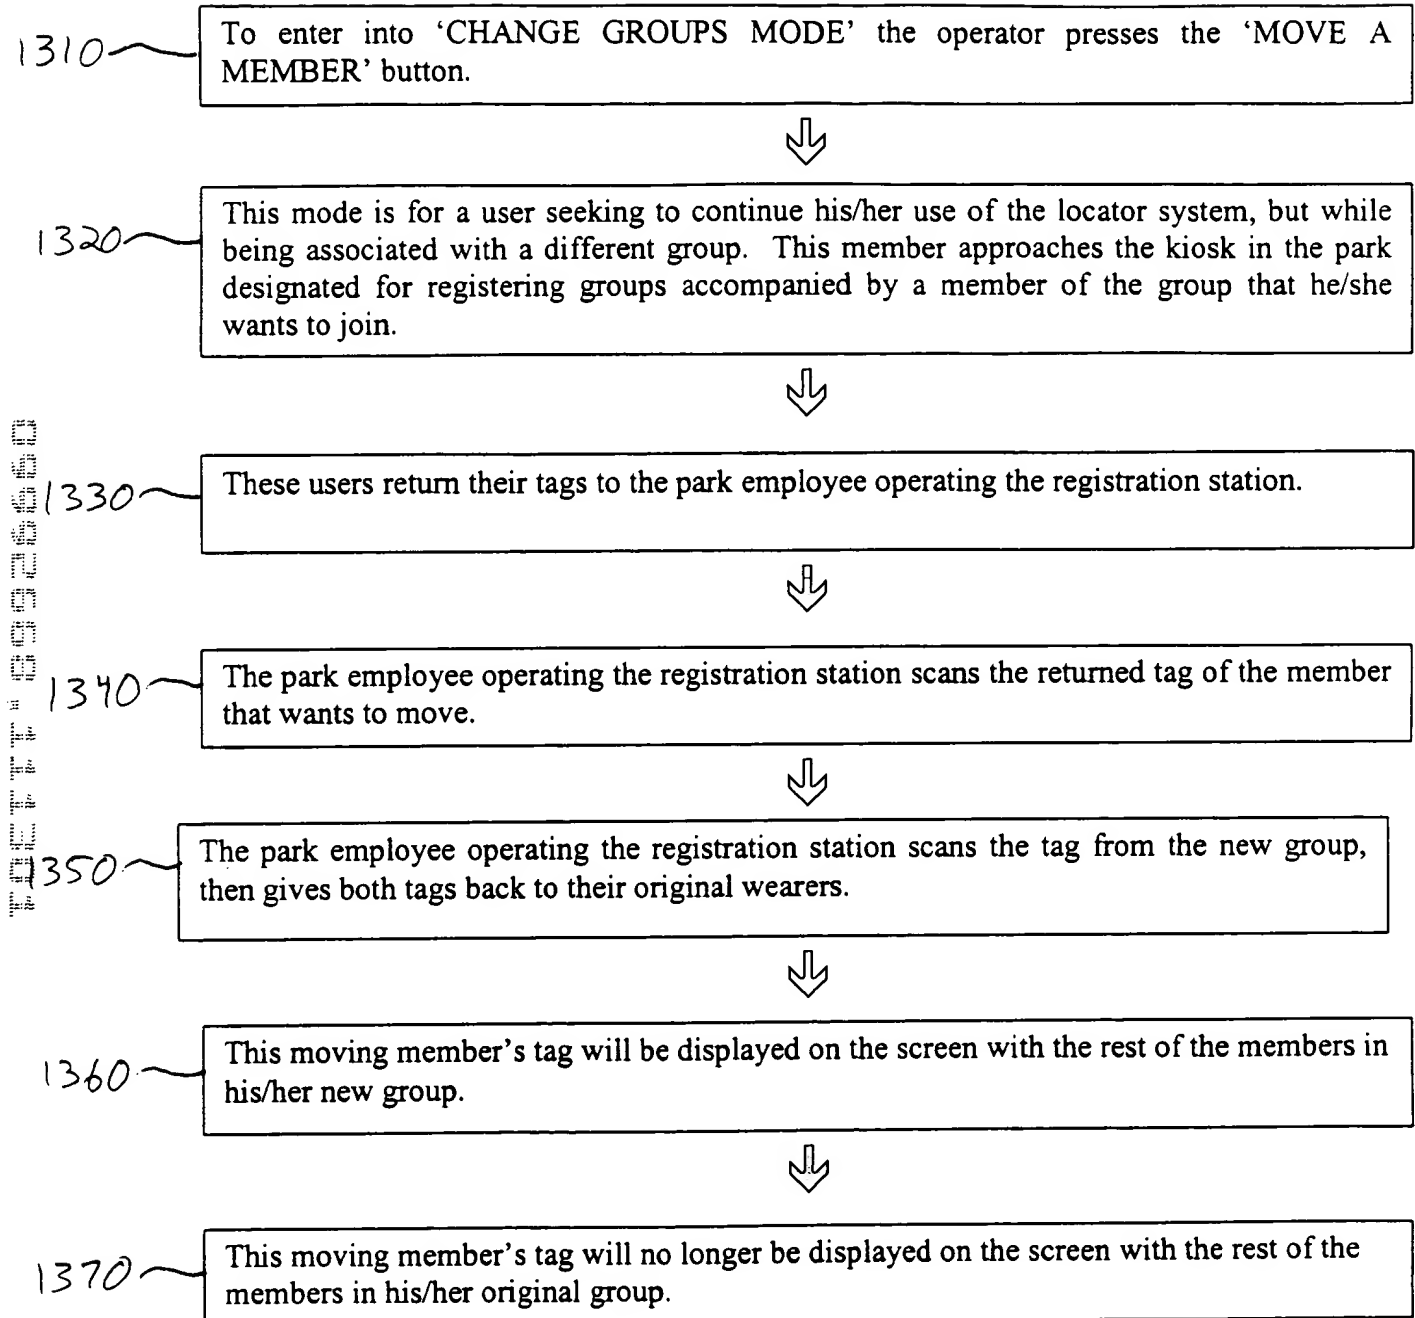 1310
To enter into ‘CHANGE GROUPS MODE’ the operator presses the ‘MOVE A
MEMBER’ button.
1320
This mode is for a user seeking to continue his/her use of the locator system, but while
being associated with a different group. This member approaches the kiosk in the park
designated for registering groups accompanied by a member of the group that he/she
wants to join.
1330
These users return their tags to the park employee operating the registration station.
1340
The park employee operating the registration station scans the returned tag of the member
that wants to move.
1350
The park employee operating the registration station scans the tag from the new group,
then gives both tags back to their original wearers.
1360
This moving member’s tag will be displayed on the screen with the rest of the members in
his/her new group.
1370
This moving member’s tag will no longer be displayed on the screen with the rest of the
members in his/her original group.